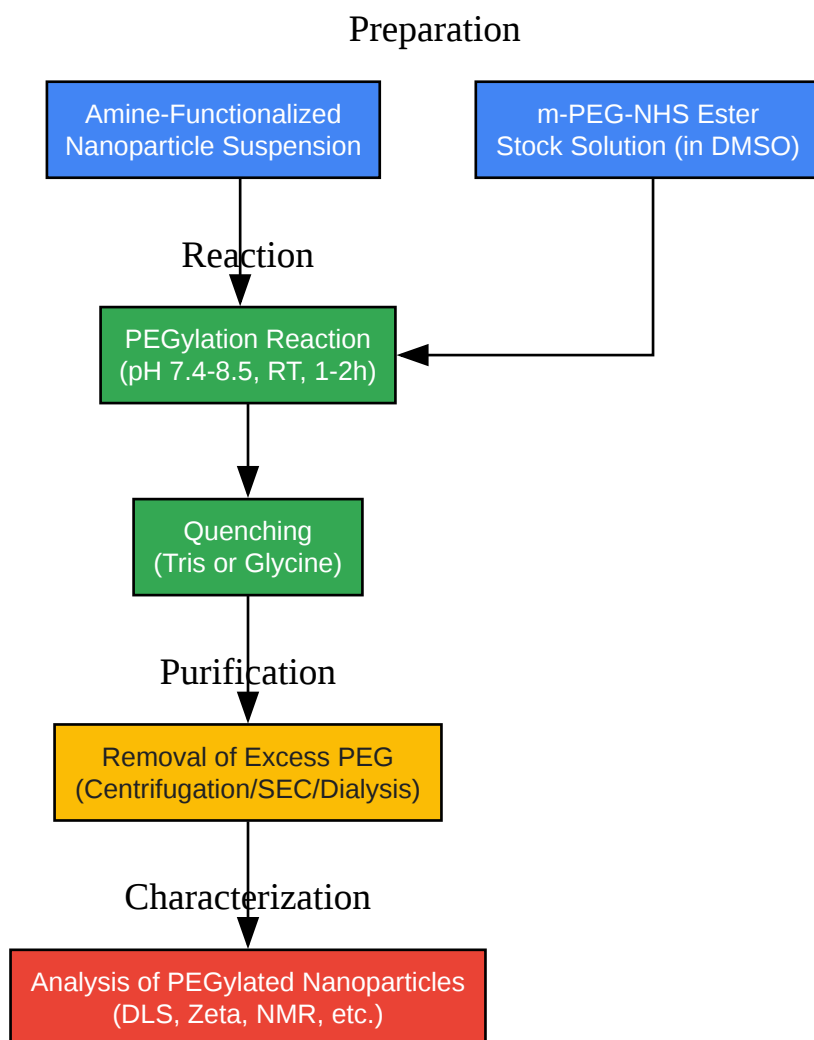 Preparation
Amine-Functionalized
Nanoparticle Suspension
m-PEG-NHS Ester
Stock Solution (in DMSO)
Reaction
PEGylation Reaction
(pH 7.4-8.5, RT, 1-2h)
Quenching
(Tris or Glycine)
Purification
Removal of Excess PEG
(Centrifugation/SEC/Dialysis)
Characterization
Analysis of PEGylated Nanoparticles
(DLS, Zeta, NMR, etc.)